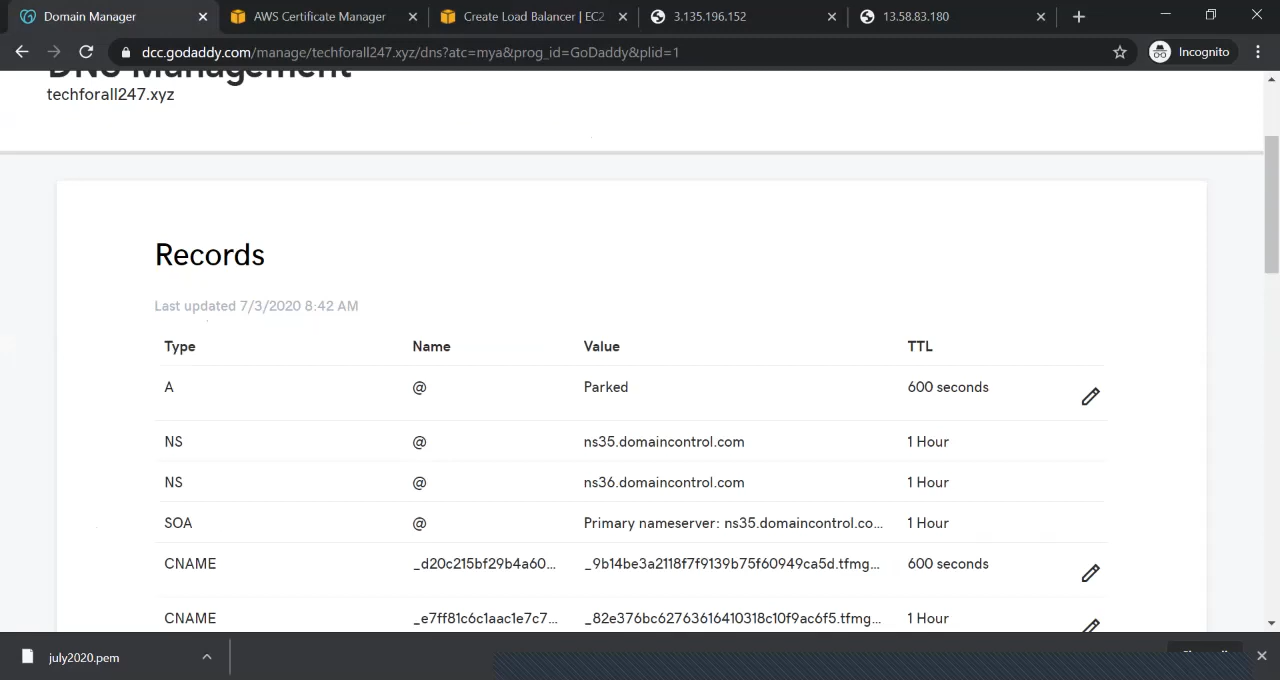 Domain Manager
AWS Certificate Manager
Create Load Balancer | EC2
3.135.196.152
13.58.83.180
dcc.godaddy.com/manage/techforall247.xyz/dns?atc=mya&prog_id=GoDaddy&plid=1
Incognito
DNS Management
techforall247.xyz
Records
Last updated 7/3/2020 8:42 AM
Type Name Value TTL
A @ Parked 600 seconds
NS @ ns35.domaincontrol.com 1 Hour
NS @ ns36.domaincontrol.com 1 Hour
SOA @ Primary nameserver: ns35.domaincontrol.co... 1 Hour
CNAME _d20c215bf29b4a60... _9b14be3a2118f7f9139b75f60949ca5d.tfmg... 600 seconds
CNAME _e7ff81c6c1aac1e7c7... _82e376bc62763616410318c10f9ac6f5.tfmg... 1 Hour
july2020.pem